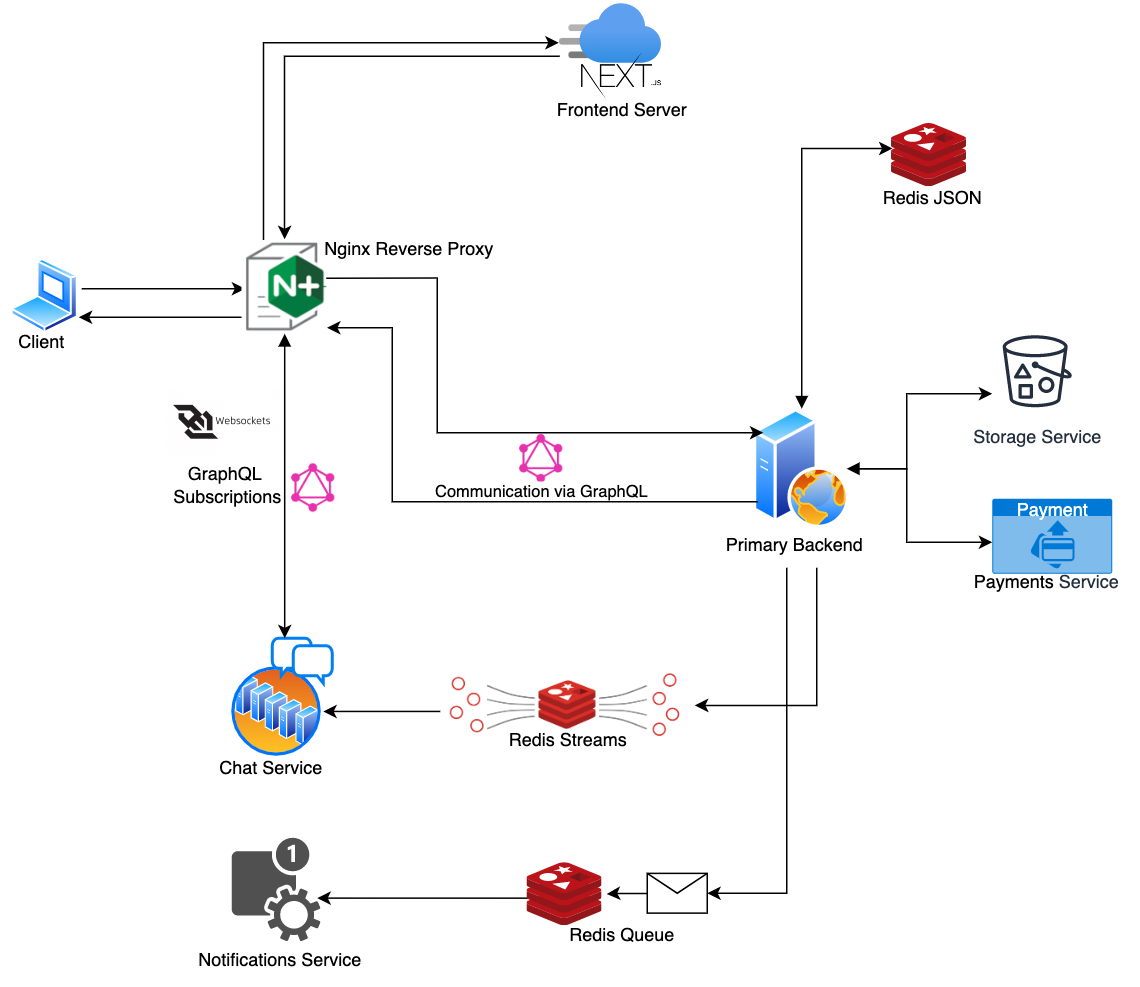 NEXT.JS
Frontend Server
Redis JSON
Nginx Reverse Proxy
N+
Client
Websockets
GraphQL
Subscriptions
Communication via GraphQL
Storage Service
Payment
Payments Service
Primary Backend
Redis Streams
Chat Service
1
Redis Queue
Notifications Service